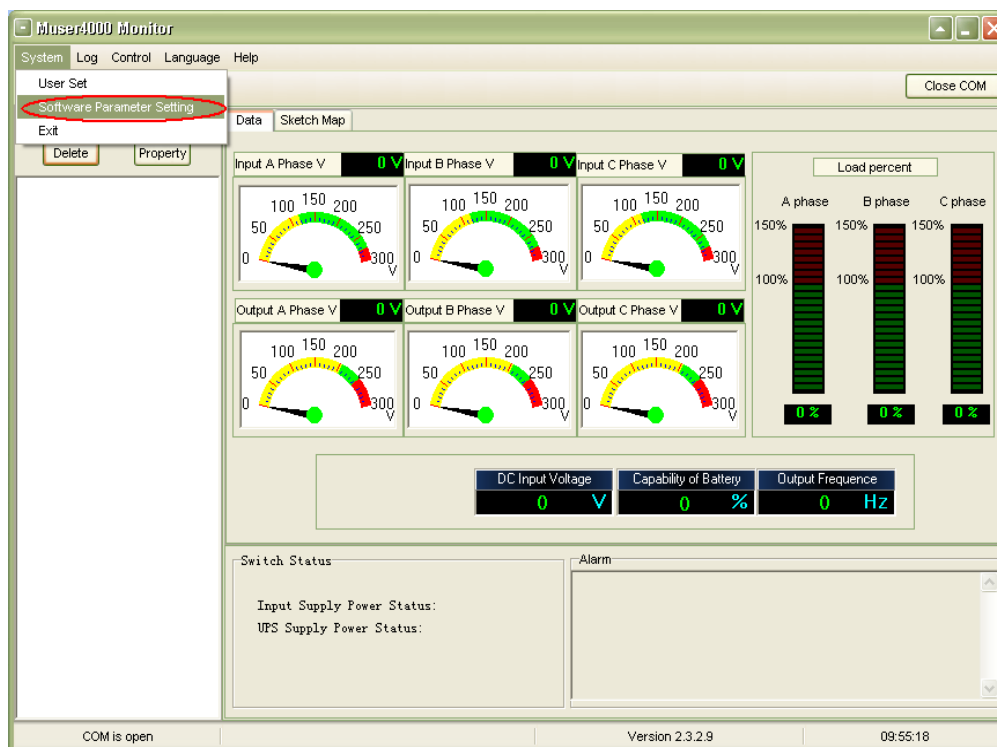 Muser4000 Monitor
System Log Control Language Help
User Set
Software Parameter Setting
Exit
Close COM
Delete Property
Data Sketch Map
Input A Phase V 0 V Input B Phase V 0 V Input C Phase V 0 V
0 50 100 150 200 250 300 V
0 50 100 150 200 250 300 V
0 50 100 150 200 250 300 V
Output A Phase V 0 V Output B Phase V 0 V Output C Phase V 0 V
0 50 100 150 200 250 300 V
0 50 100 150 200 250 300 V
0 50 100 150 200 250 300 V
Load percent
A phase B phase C phase
150% 150% 150%
100% 100% 100%
0 % 0 % 0 %
DC Input Voltage Capability of Battery Output Frequence
0 V 0 % 0 Hz
Switch Status
Input Supply Power Status:
UPS Supply Power Status:
Alarm
COM is open Version 2.3.2.9 09:55:18